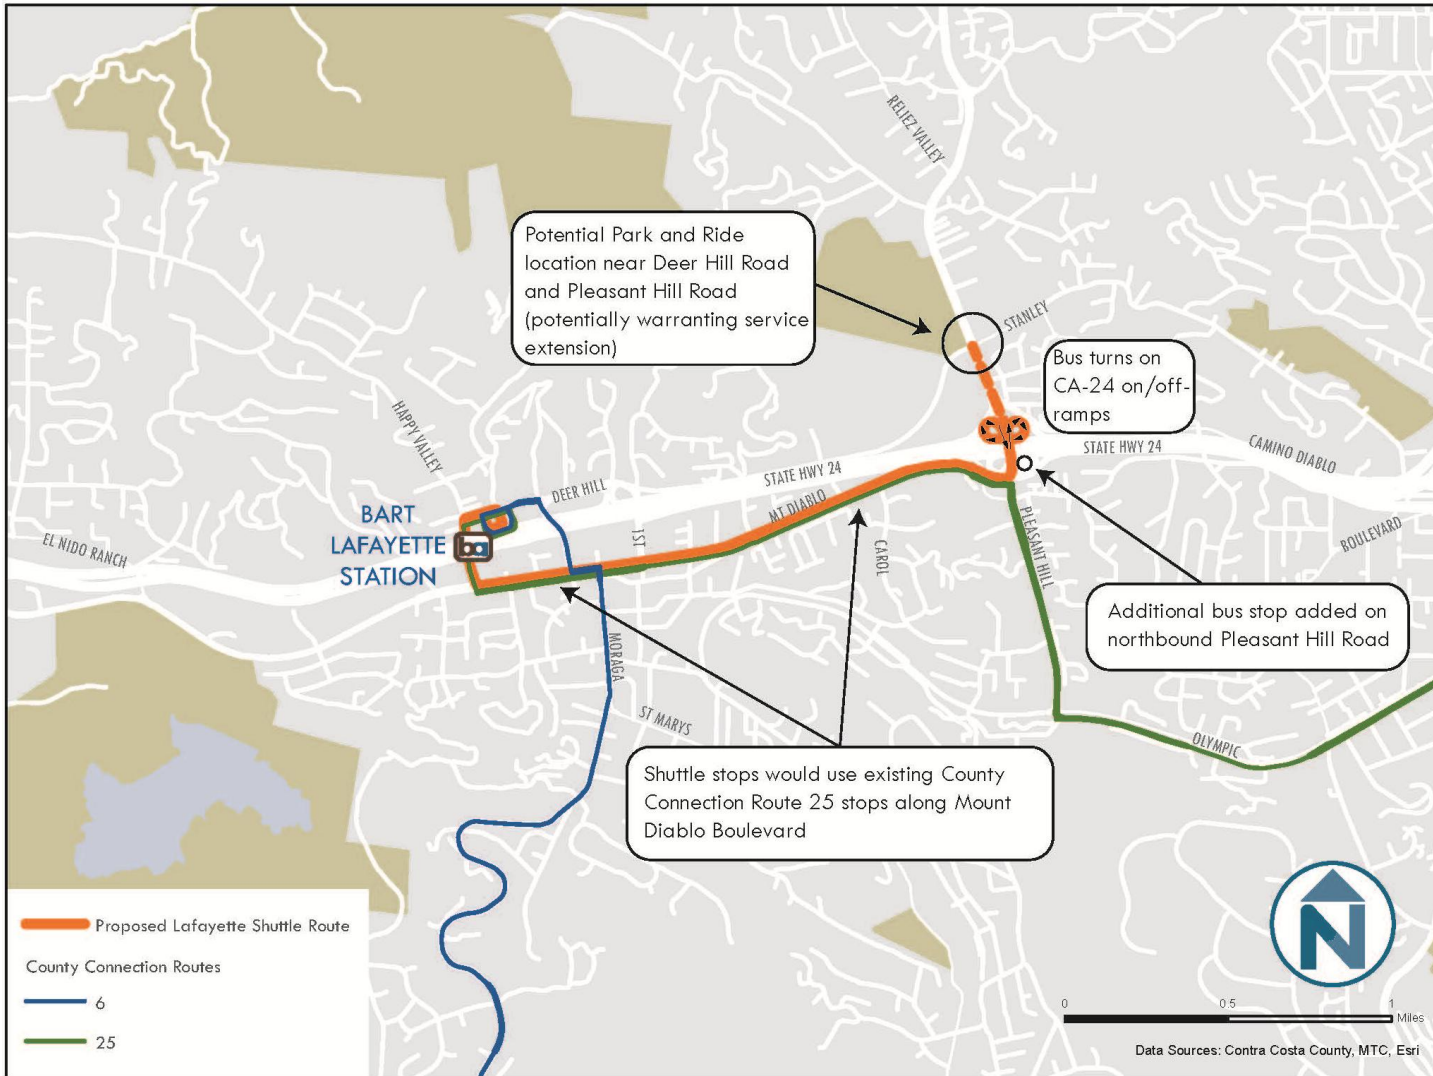 RELIEZ VALLEY
Potential Park and Ride
location near Deer Hill Road
and Pleasant Hill Road
(potentially warranting service
extension)
STANLEY
Bus turns on
CA-24 on/off-
ramps
HAPPY VALLEY
STATE HWY 24
CAMINO DIABLO
STATE HWY 24
DEER HILL
MT DIABLO
BART
LAFAYETTE
STATION
ba
EL NIDO RANCH
1ST
CAROL
PLEASANT HILL
BOULEVARD
Additional bus stop added on
northbound Pleasant Hill Road
MORAGA
ST MARYS
OLYMPIC
Shuttle stops would use existing County
Connection Route 25 stops along Mount
Diablo Boulevard
Proposed Lafayette Shuttle Route
County Connection Routes
6
25
N
0 0.5 1
Miles
Data Sources: Contra Costa County, MTC, Esri